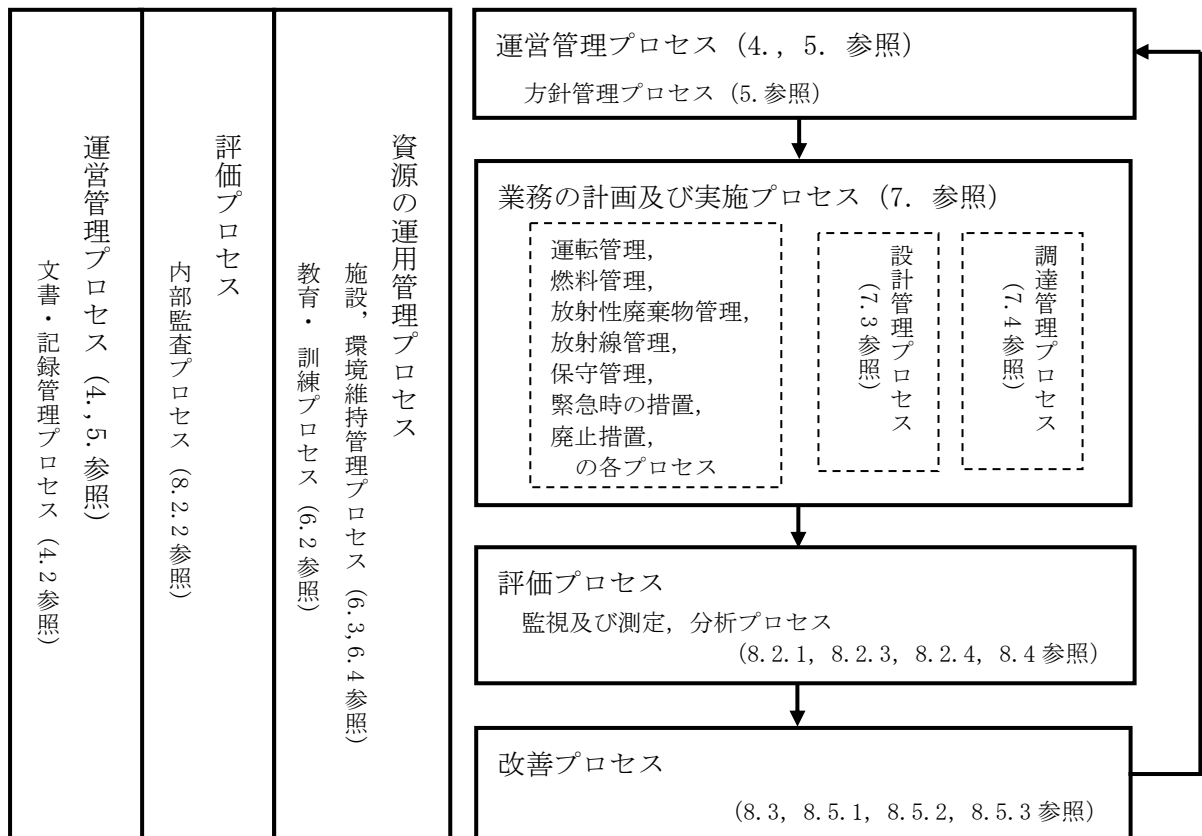 運営管理プロセス（4.，5. 参照）
文書・記録管理プロセス（4.2参照）
評価プロセス
内部監査プロセス（8.2.2参照）
資源の運用管理プロセス
施設，環境維持管理プロセス（6.3,6.4参照）
教育・訓練プロセス（6.2参照）
運営管理プロセス（4.，5. 参照）
方針管理プロセス（5.参照）
業務の計画及び実施プロセス（7. 参照）
運転管理，
燃料管理，
放射性廃棄物管理，
放射線管理，
保守管理，
緊急時の措置，
廃止措置，
の各プロセス
設計管理プロセス
（7.3参照）
調達管理プロセス
（7.4参照）
評価プロセス
監視及び測定，分析プロセス
（8.2.1，8.2.3，8.2.4，8.4参照）
改善プロセス
（8.3，8.5.1，8.5.2，8.5.3参照）